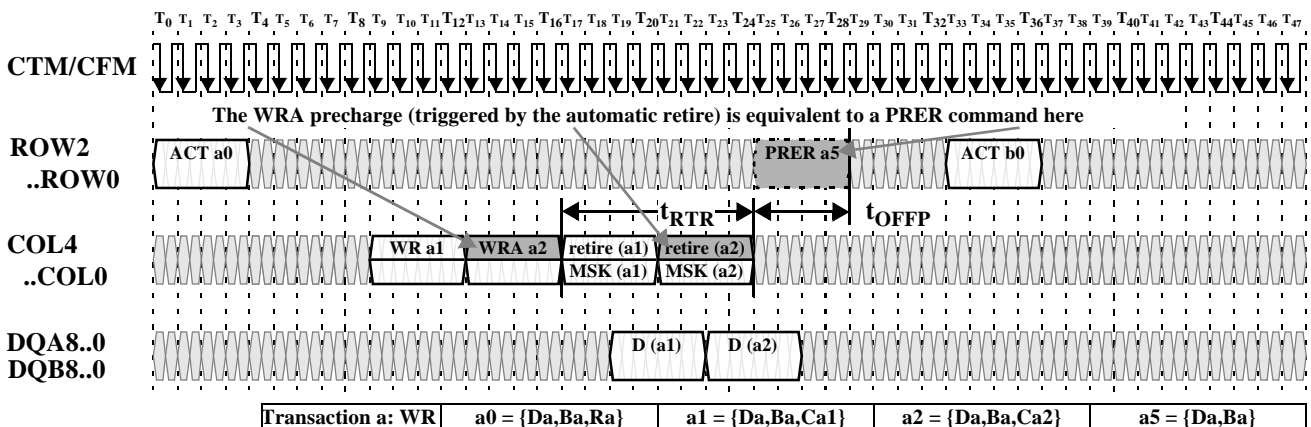 T0 T1 T2 T3 T4 T5 T6 T7 T8 T9 T10 T11 T12 T13 T14 T15 T16 T17 T18 T19 T20 T21 T22 T23 T24 T25 T26 T27 T28 T29 T30 T31 T32 T33 T34 T35 T36 T37 T38 T39 T40 T41 T42 T43 T44 T45 T46 T47
CTM/CFM
The WRA precharge (triggered by the automatic retire) is equivalent to a PRER command here
ROW2
..ROW0
ACT a0 PRER a5 ACT b0
tRTR tOFFP
COL4
..COL0
WR a1 WRA a2 retire (a1) retire (a2)
MSK (a1) MSK (a2)
DQA8..0
DQB8..0
D (a1) D (a2)
Transaction a: WR a0 = {Da,Ba,Ra} a1 = {Da,Ba,Ca1} a2 = {Da,Ba,Ca2} a5 = {Da,Ba}